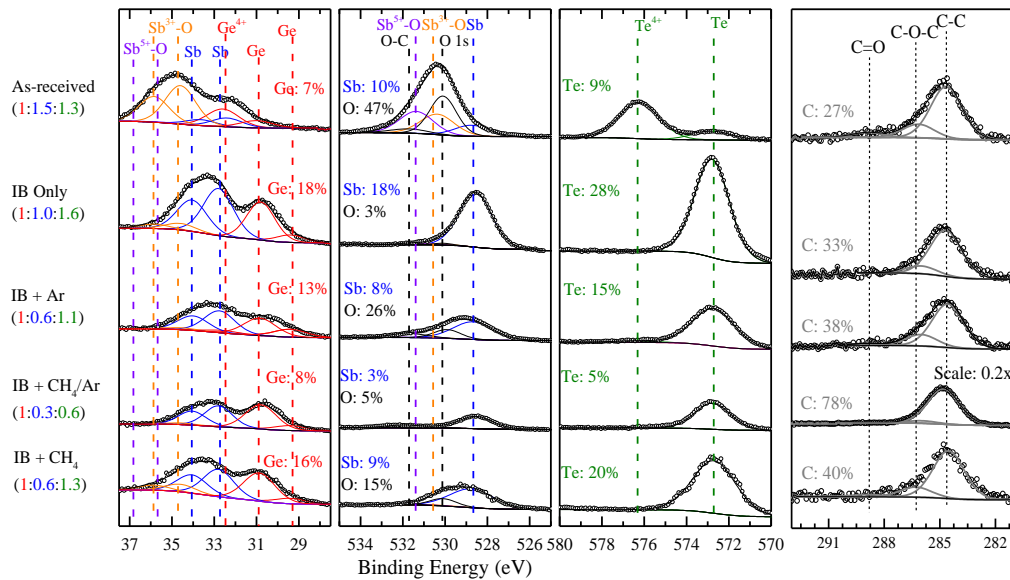 Sb³⁺-O Ge⁴⁺ Ge
Sb⁵⁺-O Sb Sb Ge
Sb⁵⁺-O Sb³⁺-O Sb
O-C O 1s
Te⁴⁺ Te
C-C
C-O-C
C=O
As-received
(1:1.5:1.3)
Ge: 7%
Sb: 10%
O: 47%
Te: 9%
C: 27%
IB Only
(1:1.0:1.6)
Ge: 18%
Sb: 18%
O: 3%
Te: 28%
C: 33%
IB + Ar
(1:0.6:1.1)
Ge: 13%
Sb: 8%
O: 26%
Te: 15%
C: 38%
IB + CH₄/Ar
(1:0.3:0.6)
Ge: 8%
Sb: 3%
O: 5%
Te: 5%
Scale: 0.2x
C: 78%
IB + CH₄
(1:0.6:1.3)
Ge: 16%
Sb: 9%
O: 15%
Te: 20%
C: 40%
37 35 33 31 29
534 532 530 528 526
580 578 576 574 572 570
291 288 285 282
Binding Energy (eV)